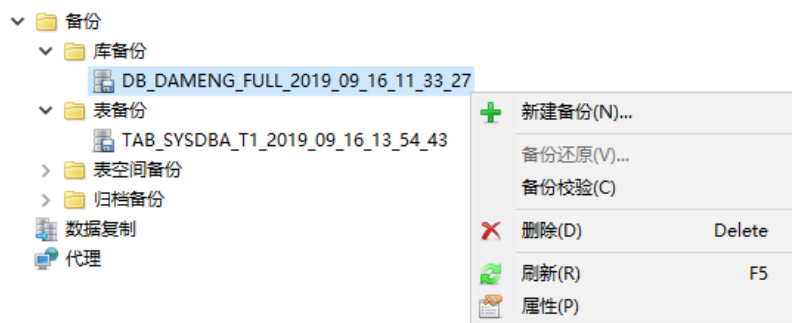 备份
库备份
DB_DAMENG_FULL_2019_09_16_11_33_27
表备份
TAB_SYSDBA_T1_2019_09_16_13_54_43
表空间备份
归档备份
数据复制
代理
新建备份(N)...
备份还原(V)...
备份校验(C)
删除(D) Delete
刷新(R) F5
属性(P)